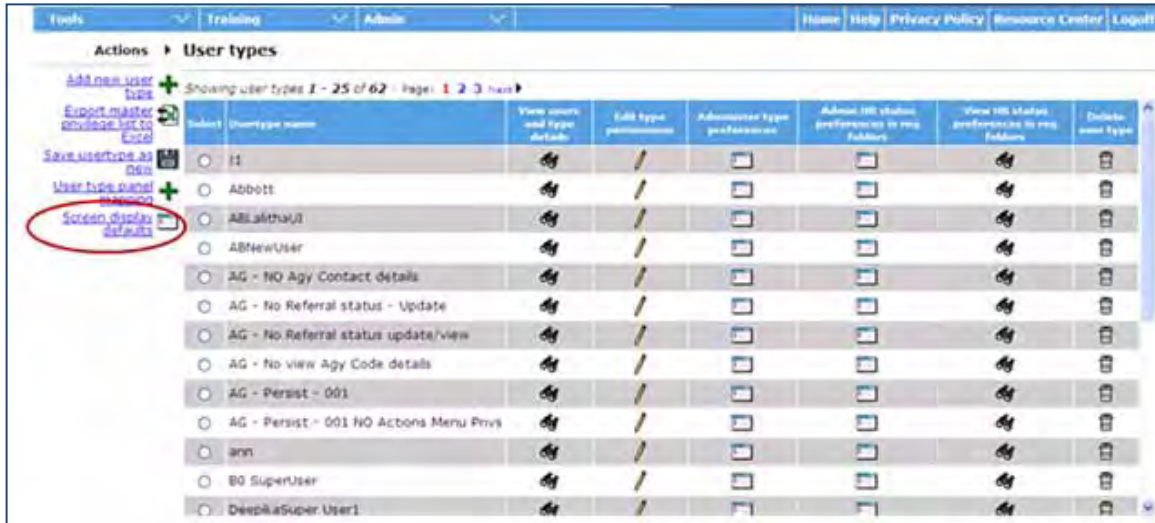 Tools Training Admin Home Help Privacy Policy Resource Center Logoff
Actions User types
Add new user type
Export master privilege list to Excel
Save usertype as new
User type panel mapping
Screen display defaults
Showing user types 1 - 25 of 62 Page: 1 2 3 next
Select Usertype name View users and type details Edit type permissions Administer type preferences Admin HR status preferences in req folders View HR status preferences in req folders Delete user type
Abbott
ABLalithaUI
ABNewUser
AG - NO Agy Contact details
AG - No Referral status - Update
AG - No Referral status update/view
AG - No view Agy Code details
AG - Persist - 001
AG - Persist - 001 NO Actions Menu Privs
ann
B0 SuperUser
DeepikaSuper User1